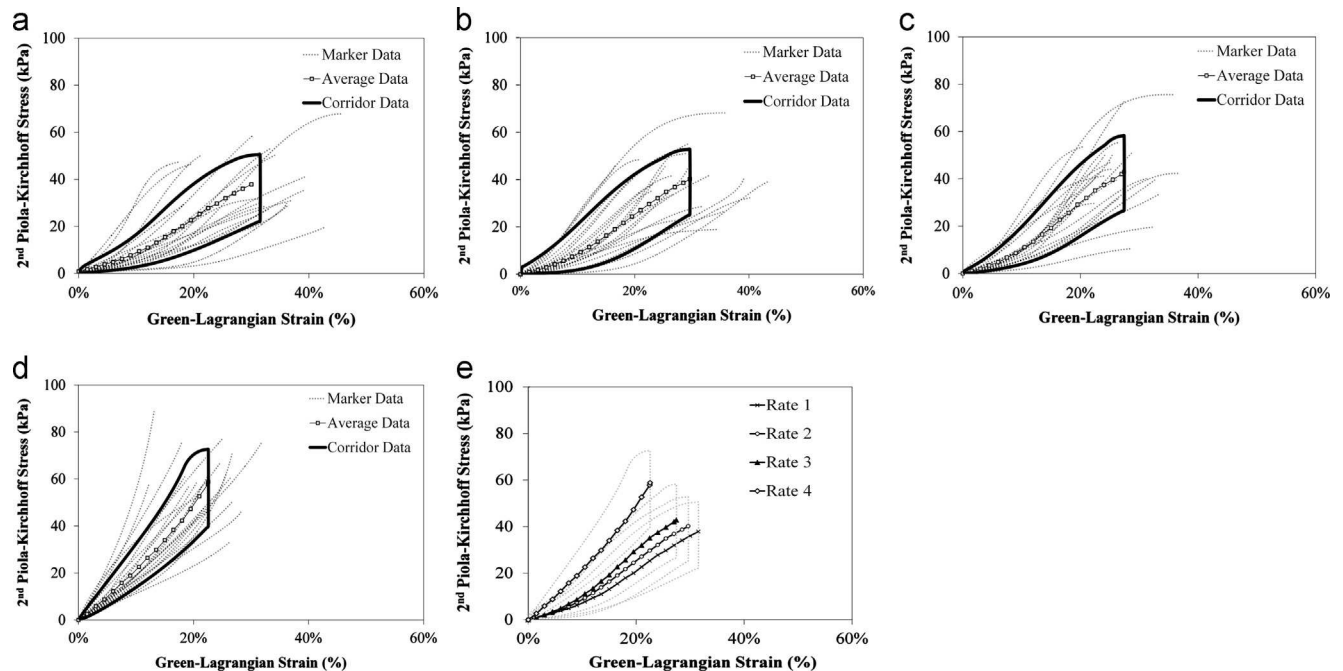 a
100
80
60
40
20
0
2nd Piola-Kirchhoff Stress (kPa)
Marker Data
Average Data
Corridor Data
0% 20% 40% 60%
Green-Lagrangian Strain (%)
b
100
80
60
40
20
0
2nd Piola-Kirchhoff Stress (kPa)
Marker Data
Average Data
Corridor Data
0% 20% 40% 60%
Green-Lagrangian Strain (%)
c
100
80
60
40
20
0
2nd Piola-Kirchhoff Stress (kPa)
Marker Data
Average Data
Corridor Data
0% 20% 40% 60%
Green-Lagrangian Strain (%)
d
100
80
60
40
20
0
2nd Piola-Kirchhoff Stress (kPa)
Marker Data
Average Data
Corridor Data
0% 20% 40% 60%
Green-Lagrangian Strain (%)
e
100
80
60
40
20
0
2nd Piola-Kirchhoff Stress (kPa)
Rate 1
Rate 2
Rate 3
Rate 4
0% 20% 40% 60%
Green-Lagrangian Strain (%)